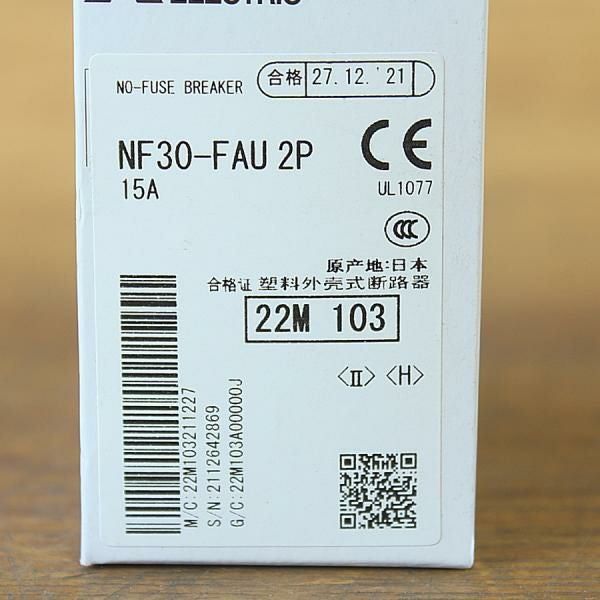 NO-FUSE BREAKER
合格 27.12.'21
NF30-FAU 2P
15A
CE
UL1077
CCC
原产地:日本
合格证 塑料外壳式断路器
22M 103
<II> <H>
M/C:22M103211227
S/N:2112642869
G/C:22M103A00000J